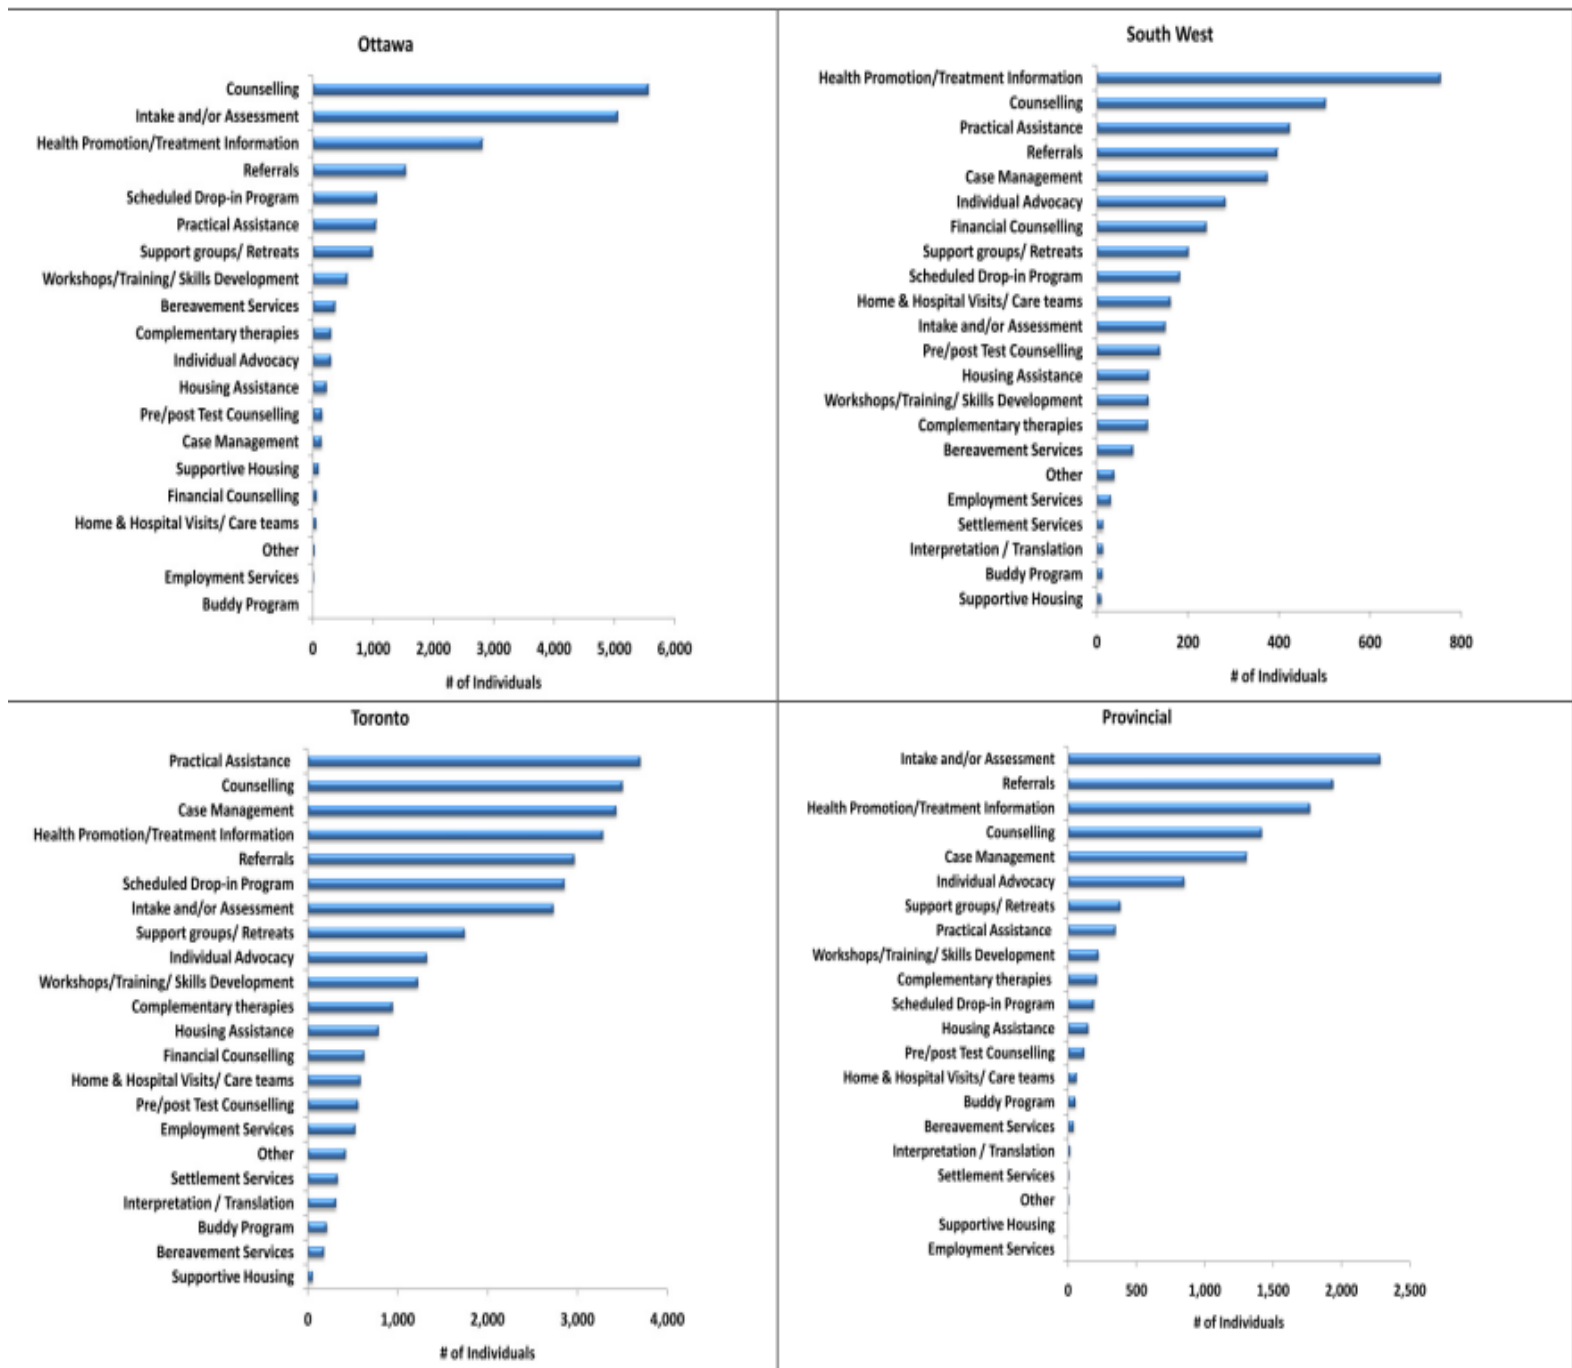 Ottawa
Counselling
Intake and/or Assessment
Health Promotion/Treatment Information
Referrals
Scheduled Drop-in Program
Practical Assistance
Support groups/ Retreats
Workshops/Training/ Skills Development
Bereavement Services
Complementary therapies
Individual Advocacy
Housing Assistance
Pre/post Test Counselling
Case Management
Supportive Housing
Financial Counselling
Home & Hospital Visits/ Care teams
Other
Employment Services
Buddy Program
0 1,000 2,000 3,000 4,000 5,000 6,000
# of Individuals
South West
Health Promotion/Treatment Information
Counselling
Practical Assistance
Referrals
Case Management
Individual Advocacy
Financial Counselling
Support groups/ Retreats
Scheduled Drop-in Program
Home & Hospital Visits/ Care teams
Intake and/or Assessment
Pre/post Test Counselling
Housing Assistance
Workshops/Training/ Skills Development
Complementary therapies
Bereavement Services
Other
Employment Services
Settlement Services
Interpretation / Translation
Buddy Program
Supportive Housing
0 200 400 600 800
# of Individuals
Toronto
Practical Assistance
Counselling
Case Management
Health Promotion/Treatment Information
Referrals
Scheduled Drop-in Program
Intake and/or Assessment
Support groups/ Retreats
Individual Advocacy
Workshops/Training/ Skills Development
Complementary therapies
Housing Assistance
Financial Counselling
Home & Hospital Visits/ Care teams
Pre/post Test Counselling
Employment Services
Other
Settlement Services
Interpretation / Translation
Buddy Program
Bereavement Services
Supportive Housing
0 1,000 2,000 3,000 4,000
# of Individuals
Provincial
Intake and/or Assessment
Referrals
Health Promotion/Treatment Information
Counselling
Case Management
Individual Advocacy
Support groups/ Retreats
Practical Assistance
Workshops/Training/ Skills Development
Complementary therapies
Scheduled Drop-in Program
Housing Assistance
Pre/post Test Counselling
Home & Hospital Visits/ Care teams
Buddy Program
Bereavement Services
Interpretation / Translation
Settlement Services
Other
Supportive Housing
Employment Services
0 500 1,000 1,500 2,000 2,500
# of Individuals